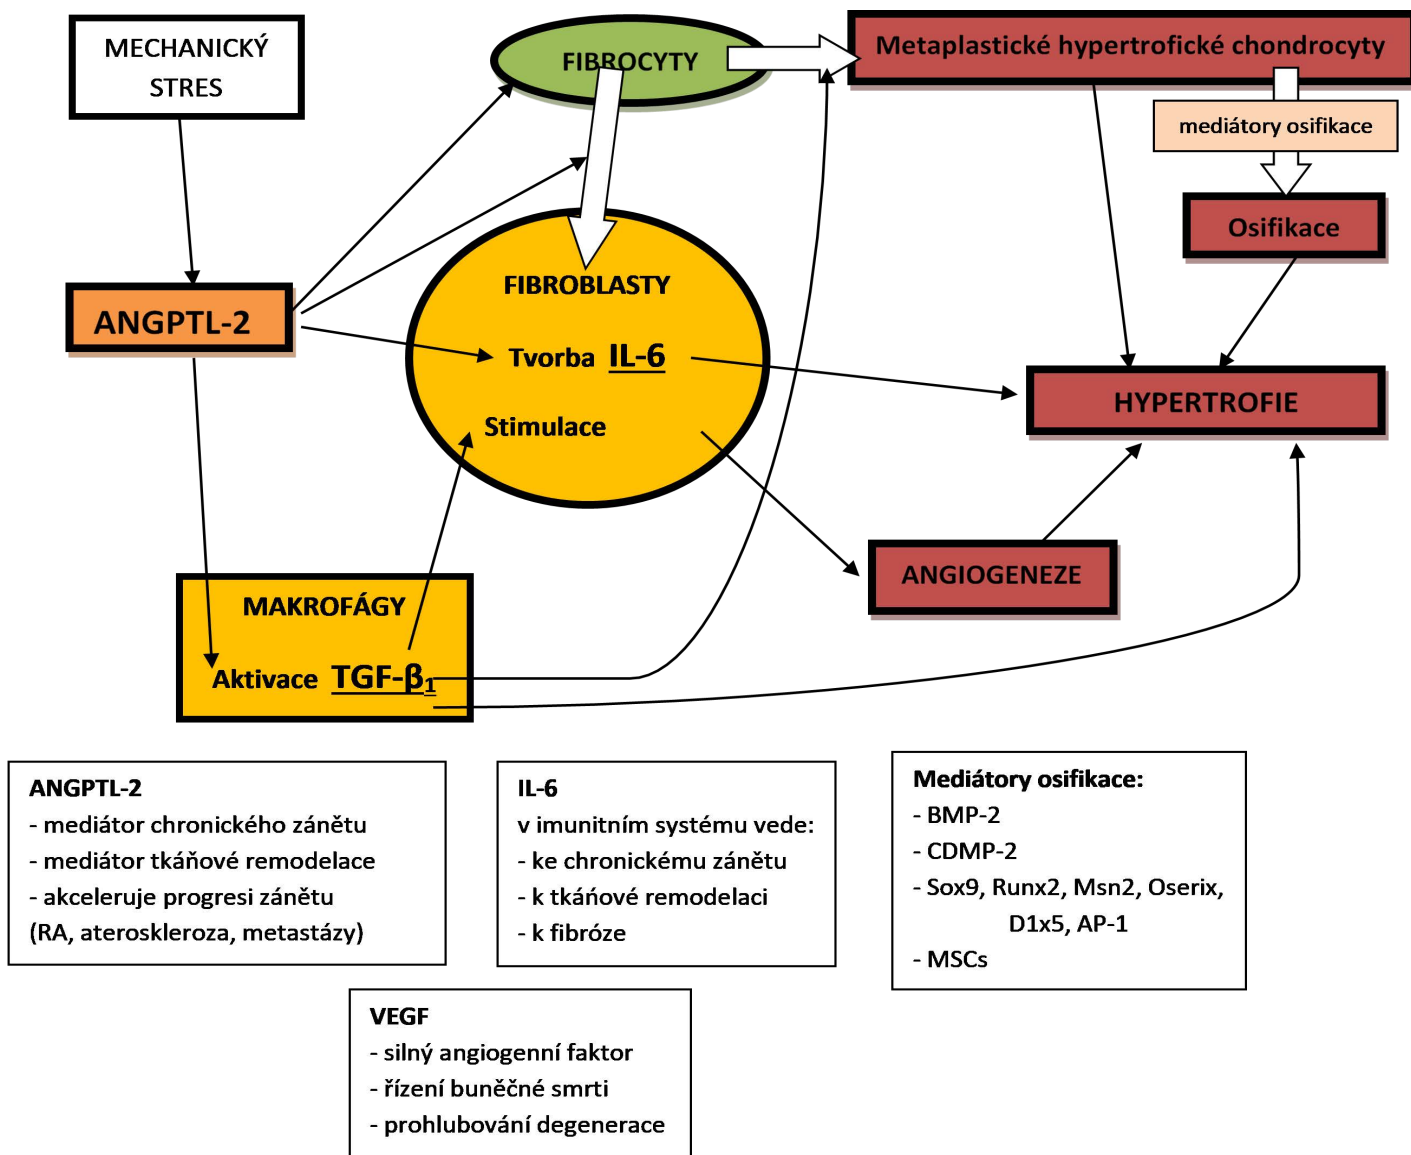 MECHANICKÝ
STRES
FIBROCYTY
Metaplastické hypertrofické chondrocyty
mediátory osifikace
Osifikace
ANGPTL-2
FIBROBLASTY
Tvorba IL-6
Stimulace
HYPERTROFIE
ANGIOGENEZE
MAKROFÁGY
Aktivace TGF-β₁
ANGPTL-2
- mediátor chronického zánětu
- mediátor tkáňové remodelace
- akceleruje progresi zánětu
(RA, ateroskleroza, metastázy)
IL-6
v imunitním systému vede:
- ke chronickému zánětu
- k tkáňové remodelaci
- k fibróze
Mediátory osifikace:
- BMP-2
- CDMP-2
- Sox9, Runx2, Msn2, Oserix,
D1x5, AP-1
- MSCs
VEGF
- silný angiogenní faktor
- řízení buněčné smrti
- prohlubování degenerace